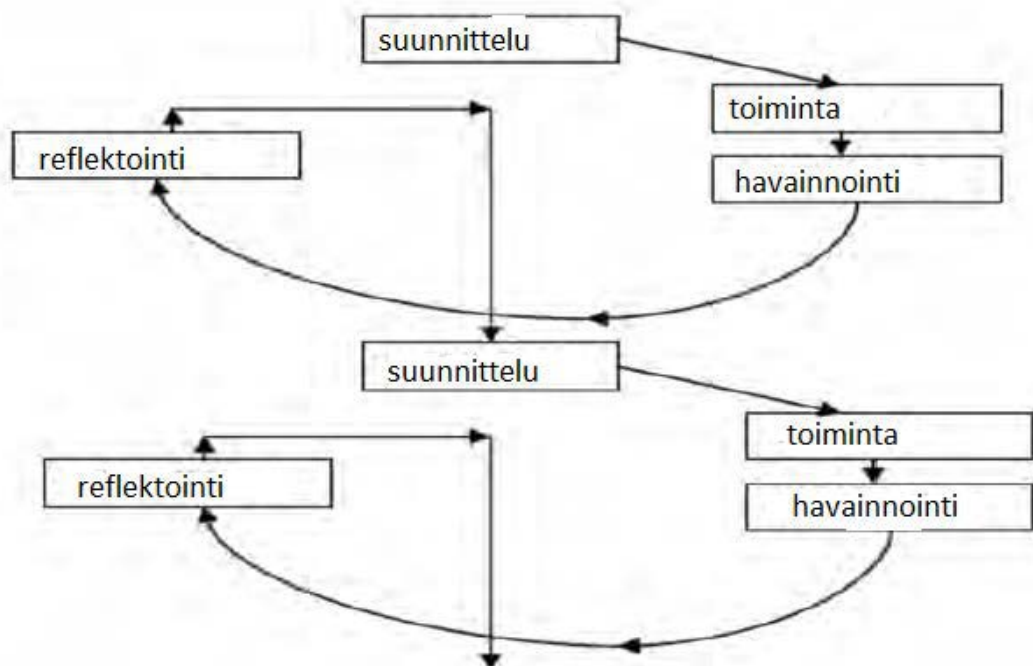 suunnittelu
toiminta
reflektointi
havainnointi
suunnittelu
toiminta
reflektointi
havainnointi